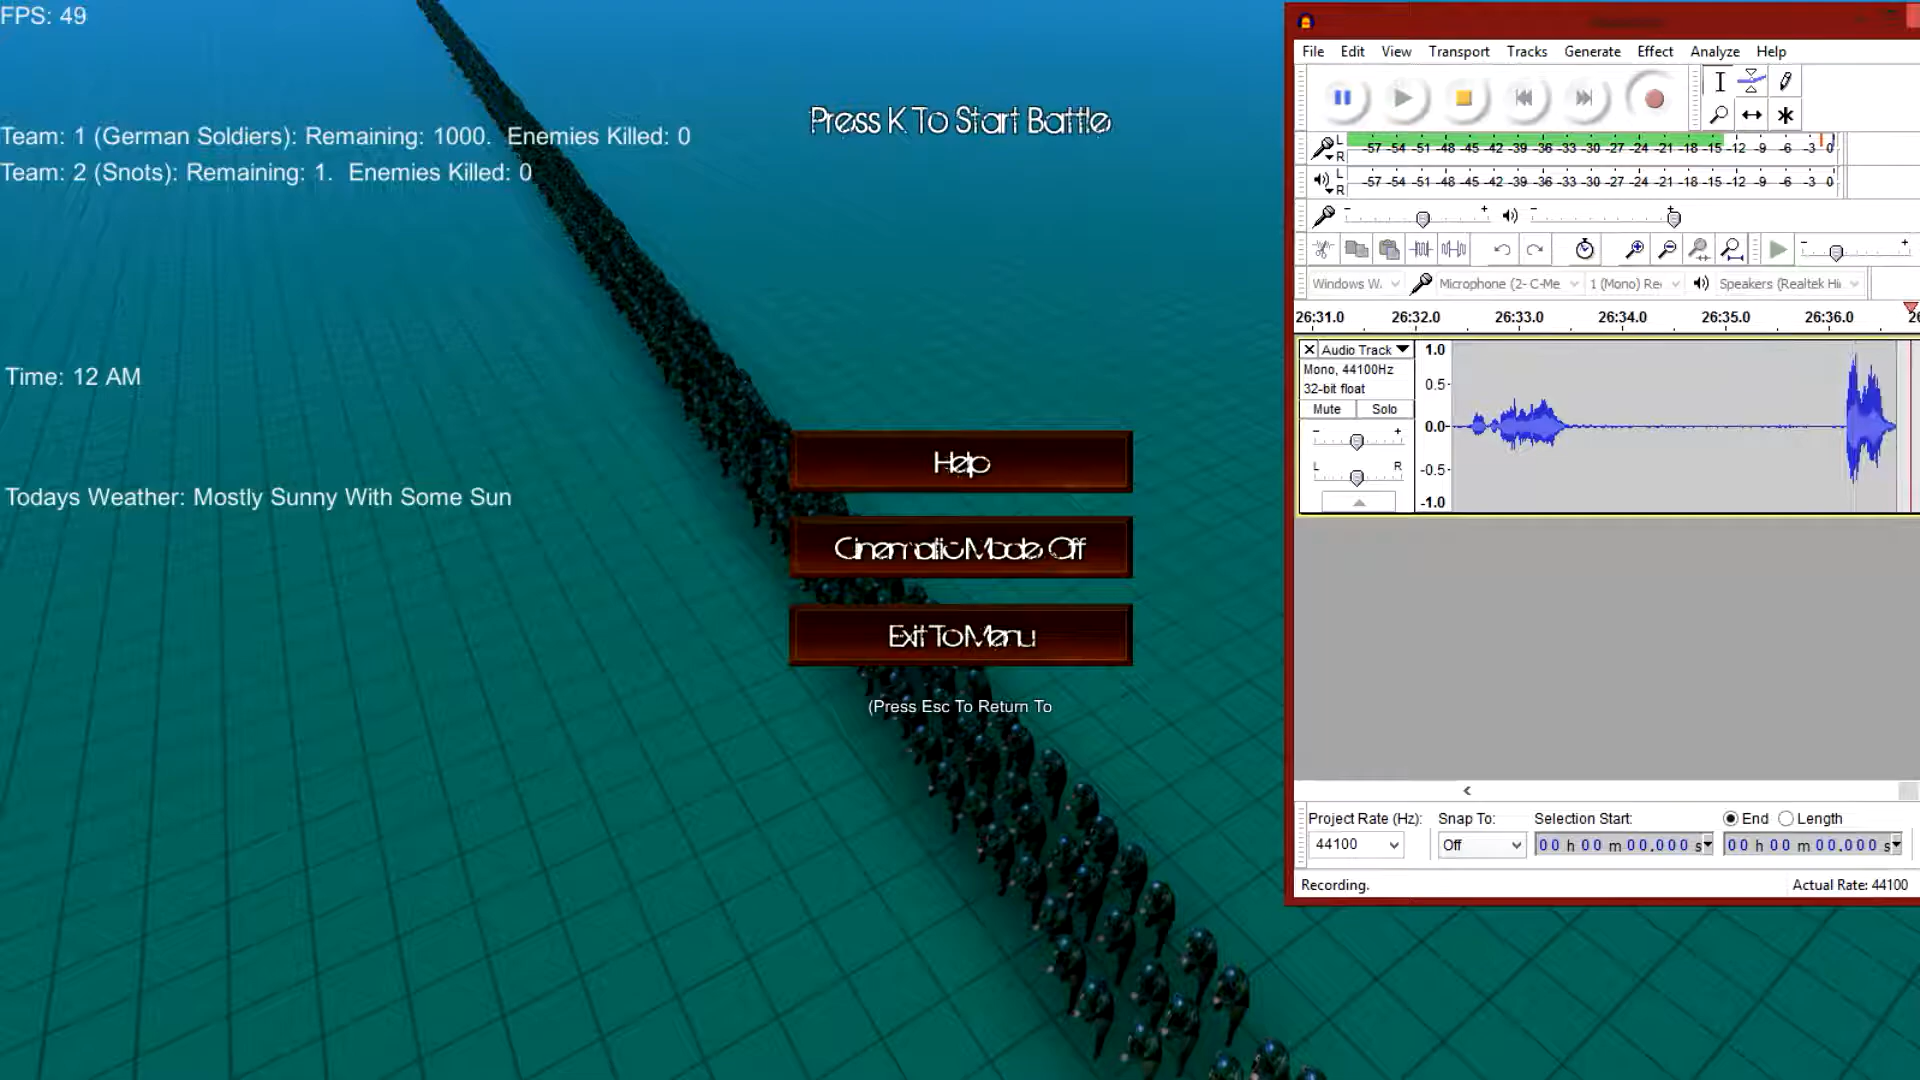 FPS: 49
Team: 1 (German Soldiers): Remaining: 1000.  Enemies Killed: 0
Team: 2 (Snots): Remaining: 1.  Enemies Killed: 0
Time: 12 AM
Todays Weather: Mostly Sunny With Some Sun
Press K To Start Battle
Help
Cinematic Mode Off
Exit To Menu
(Press Esc To Return To
File Edit View Transport Tracks Generate Effect Analyze Help
L
R
-57 -54 -51 -48 -45 -42 -39 -36 -33 -30 -27 -24 -21 -18 -15 -12 -9 -6 -3 0
L
R
-57 -54 -51 -48 -45 -42 -39 -36 -33 -30 -27 -24 -21 -18 -15 -12 -9 -6 -3 0
Windows W. Microphone (2- C-Me 1 (Mono) Re Speakers (Realtek Hi
26:31.0 26:32.0 26:33.0 26:34.0 26:35.0 26:36.0 26
Audio Track
Mono, 44100Hz
32-bit float
Mute Solo
- +
L R
1.0
0.5
0.0
-0.5
-1.0
Project Rate (Hz): Snap To: Selection Start: End Length
44100 Off 00 h 00 m 00.000 s 00 h 00 m 00.000 s
Recording. Actual Rate: 44100